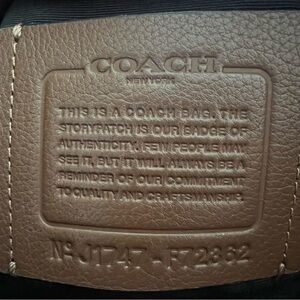 COACH
NEW YORK
THIS IS A COACH BAG. THE
STORYPATCH IS OUR BADGE OF
AUTHENTICITY. FEW PEOPLE MAY
SEE IT, BUT IT WILL ALWAYS BE A
REMINDER OF OUR COMMITMENT
TO QUALITY AND CRAFTSMANSHIP.
Nº J1747 - F72362